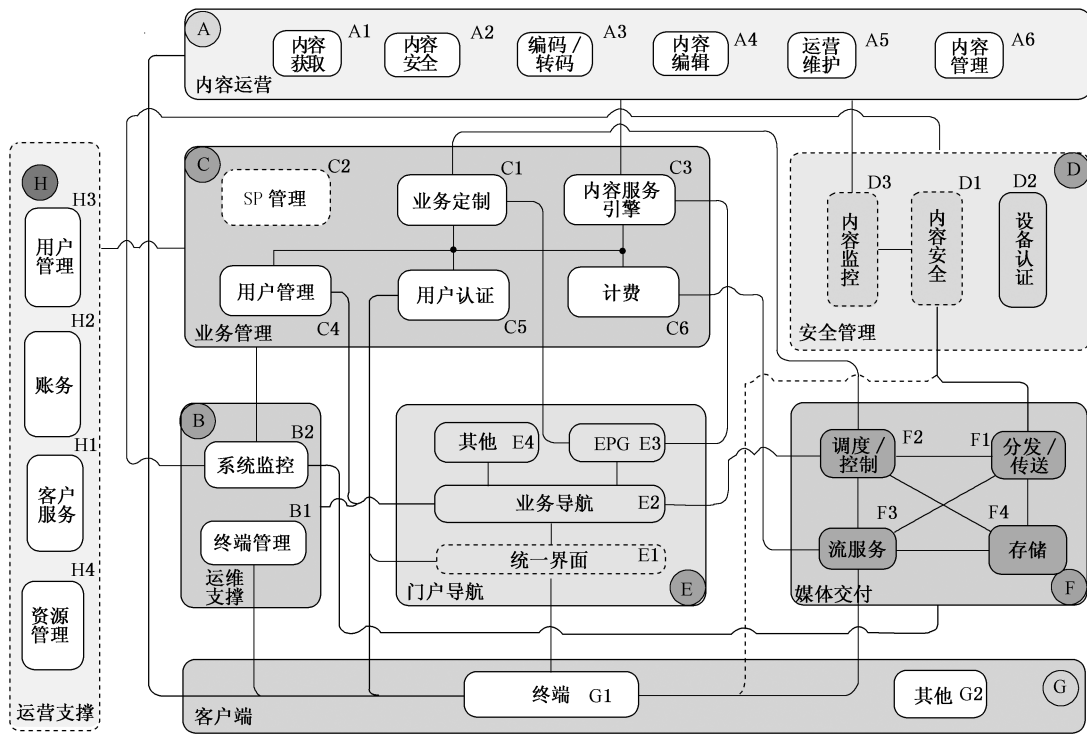 A
内容
获取
A1
内容
安全
A2
编码/
转码
A3
内容
编辑
A4
运营
维护
A5
内容
管理
A6
内容运营
H
H3
用户
管理
H2
账务
H1
客户
服务
H4
资源
管理
运营支撑
C
C2
SP 管理
C1
业务定制
C3
内容服务
引擎
用户管理
C4
用户认证
C5
计费
C6
业务管理
D
D3
内容监控
D1
内容安全
D2
设备认证
安全管理
B
B2
系统监控
B1
终端管理
运维
支撑
其他 E4
EPG E3
业务导航 E2
统一界面 E1
门户导航
E
调度/
控制
F2
F1
分发/
传送
F3
流服务
F4
存储
媒体交付
F
终端 G1
其他 G2
G
客户端